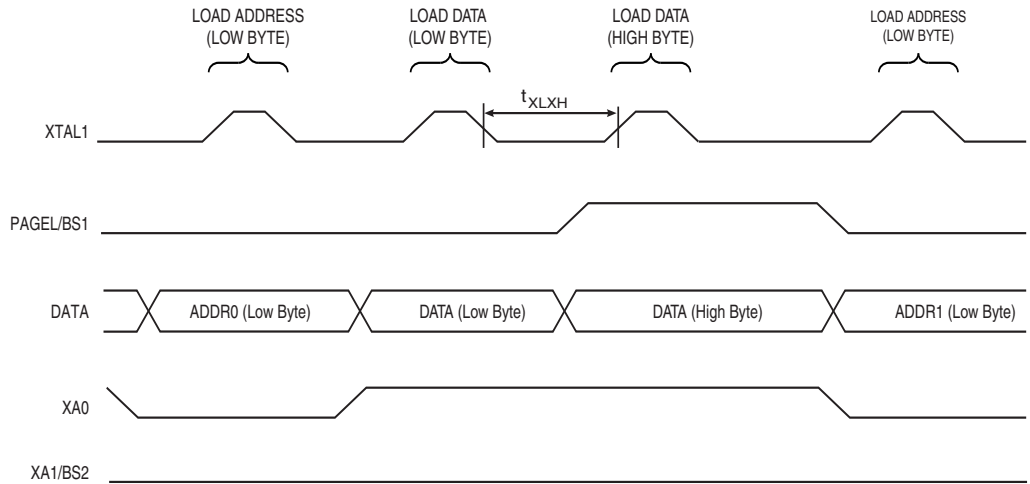 LOAD ADDRESS
(LOW BYTE)
LOAD DATA
(LOW BYTE)
LOAD DATA
(HIGH BYTE)
LOAD ADDRESS
(LOW BYTE)
tXLXH
XTAL1
PAGEL/BS1
DATA
ADDR0 (Low Byte)
DATA (Low Byte)
DATA (High Byte)
ADDR1 (Low Byte)
XA0
XA1/BS2